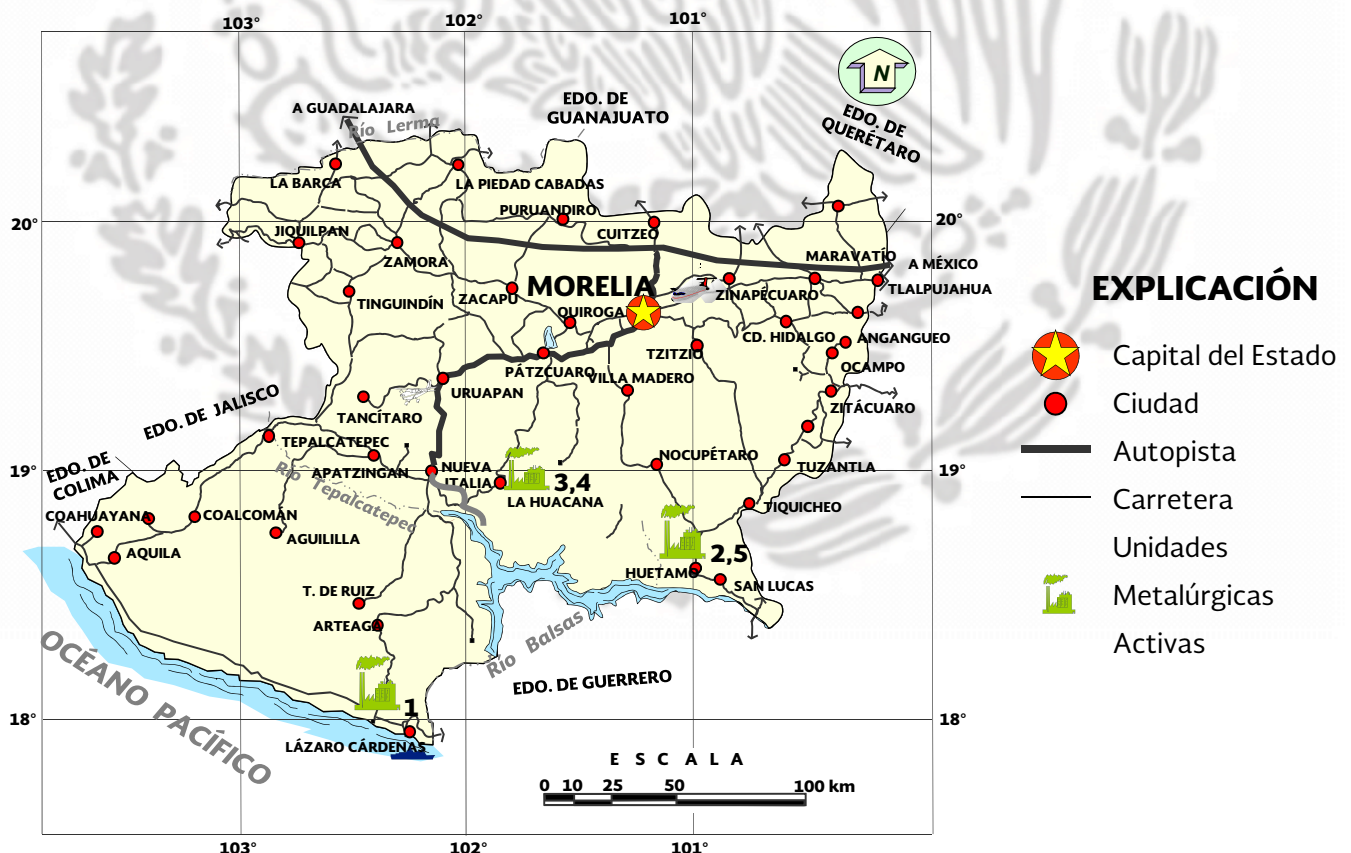 103°
102°
101°
A GUADALAJARA
Río Lerma
EDO. DE
GUANAJUATO
N
EDO. DE
QUERÉTARO
LA BARCA
LA PIEDAD CABADAS
PURUANDIRO
20°
20°
JIQUILPAN
CUITZEO
ZAMORA
MARAVATÍO
A MÉXICO
TINGUINDÍN
ZACAPU
MORELIA
ZINAPÉCUARO
TLALPUJAHUA
QUIROGA
CD. HIDALGO
ANGANGUEO
TZITZIO
OCAMPO
PÁTZCUARO
VILLA MADERO
URUAPAN
ZITÁCUARO
EDO. DE JALISCO
TANCÍTARO
TEPALCATEPEC
EDO. DE
COLIMA
APATZINGAN
Río Tepalcatepec
NUEVA
ITALIA
NOCUPÉTARO
TUZANTLA
19°
19°
3,4
LA HUACANA
TIQUICHEO
COAHUAYANA
COALCOMÁN
AGUILILLA
AQUILA
2,5
HUETAMO
SAN LUCAS
T. DE RUIZ
ARTEAGA
Río Balsas
EDO. DE GUERRERO
OCÉANO PACÍFICO
1
18°
18°
LÁZARO CÁRDENAS
E S C A L A
0 10 25 50 100 km
103°
102°
101°
EXPLICACIÓN
Capital del Estado
Ciudad
Autopista
Carretera
Unidades
Metalúrgicas
Activas